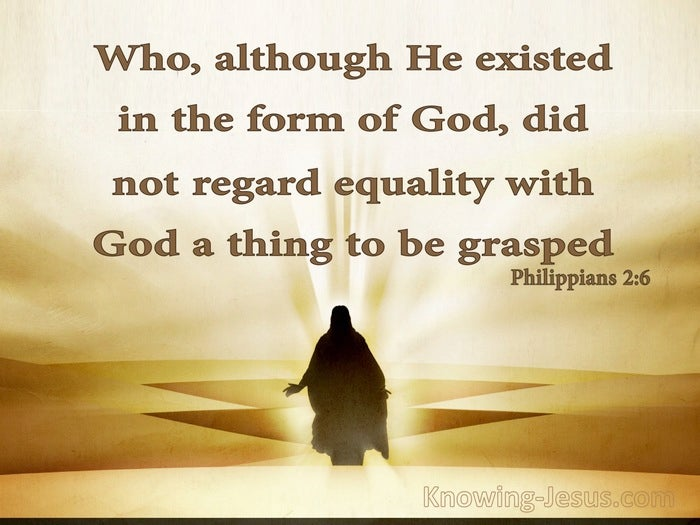 Who, although He existed
in the form of God, did
not regard equality with
God a thing to be grasped
Philippians 2:6
Knowing-Jesus.com